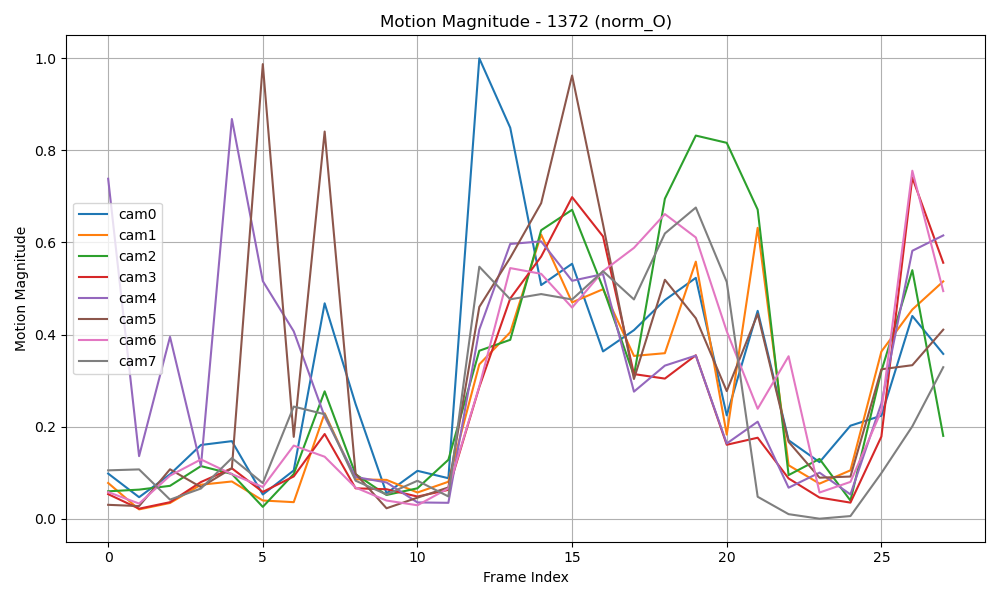 Motion Magnitude - 1372 (norm_O)
Motion Magnitude
1.0
0.8
0.6
0.4
0.2
0.0
cam0
cam1
cam2
cam3
cam4
cam5
cam6
cam7
0 5 10 15 20 25
Frame Index